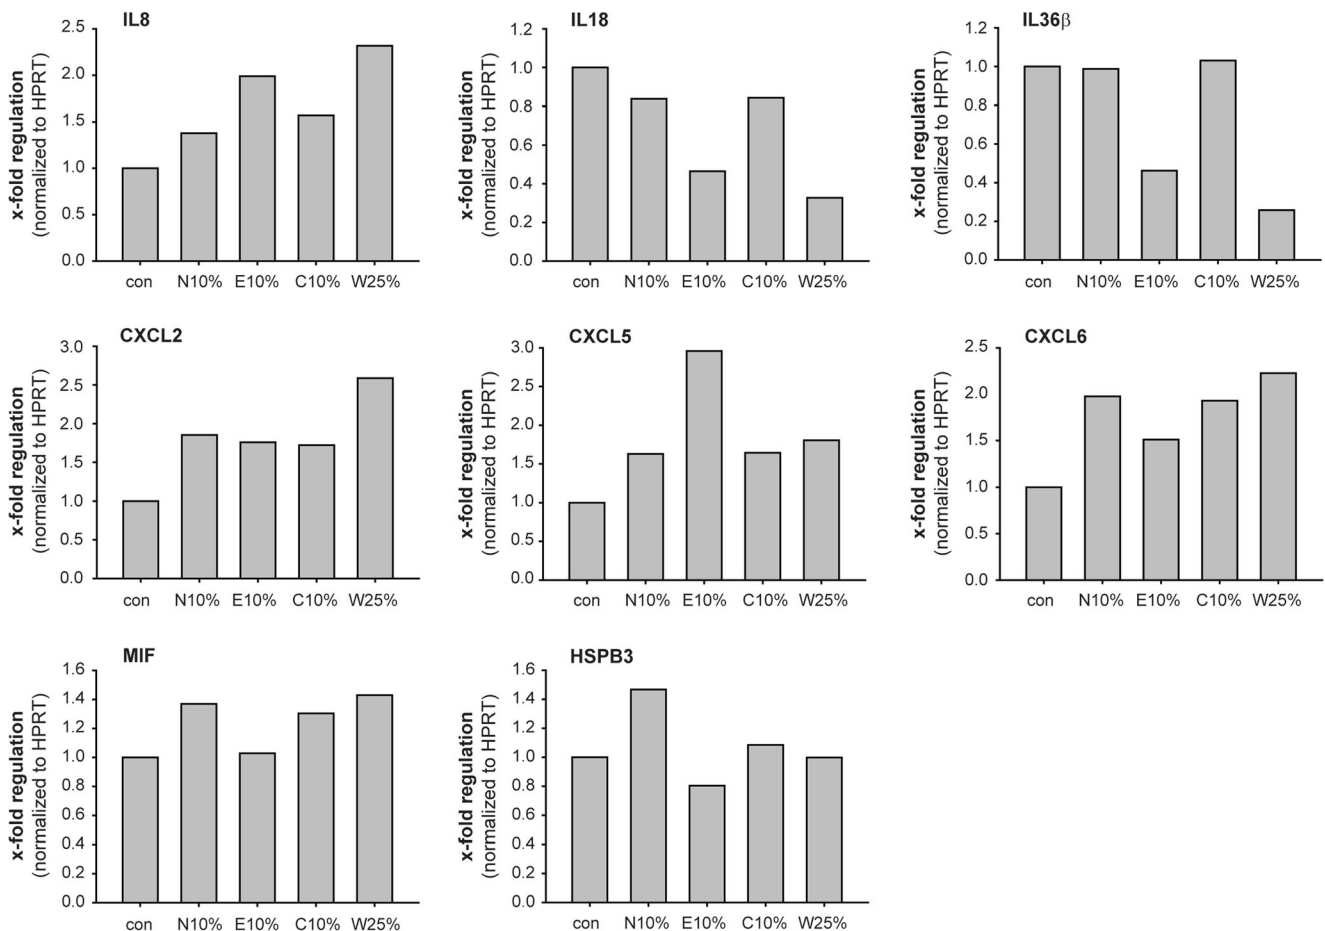 IL8
x-fold regulation
(normalized to HPRT)
2.5
2.0
1.5
1.0
0.5
0.0
con N10% E10% C10% W25%
IL18
x-fold regulation
(normalized to HPRT)
1.2
1.0
0.8
0.6
0.4
0.2
0.0
con N10% E10% C10% W25%
IL36β
x-fold regulation
(normalized to HPRT)
1.2
1.0
0.8
0.6
0.4
0.2
0.0
con N10% E10% C10% W25%
CXCL2
x-fold regulation
(normalized to HPRT)
3.0
2.5
2.0
1.5
1.0
0.5
0.0
con N10% E10% C10% W25%
CXCL5
x-fold regulation
(normalized to HPRT)
3.0
2.5
2.0
1.5
1.0
0.5
0.0
con N10% E10% C10% W25%
CXCL6
x-fold regulation
(normalized to HPRT)
2.5
2.0
1.5
1.0
0.5
0.0
con N10% E10% C10% W25%
MIF
x-fold regulation
(normalized to HPRT)
1.6
1.4
1.2
1.0
0.8
0.6
0.4
0.2
0.0
con N10% E10% C10% W25%
HSPB3
x-fold regulation
(normalized to HPRT)
1.6
1.4
1.2
1.0
0.8
0.6
0.4
0.2
0.0
con N10% E10% C10% W25%